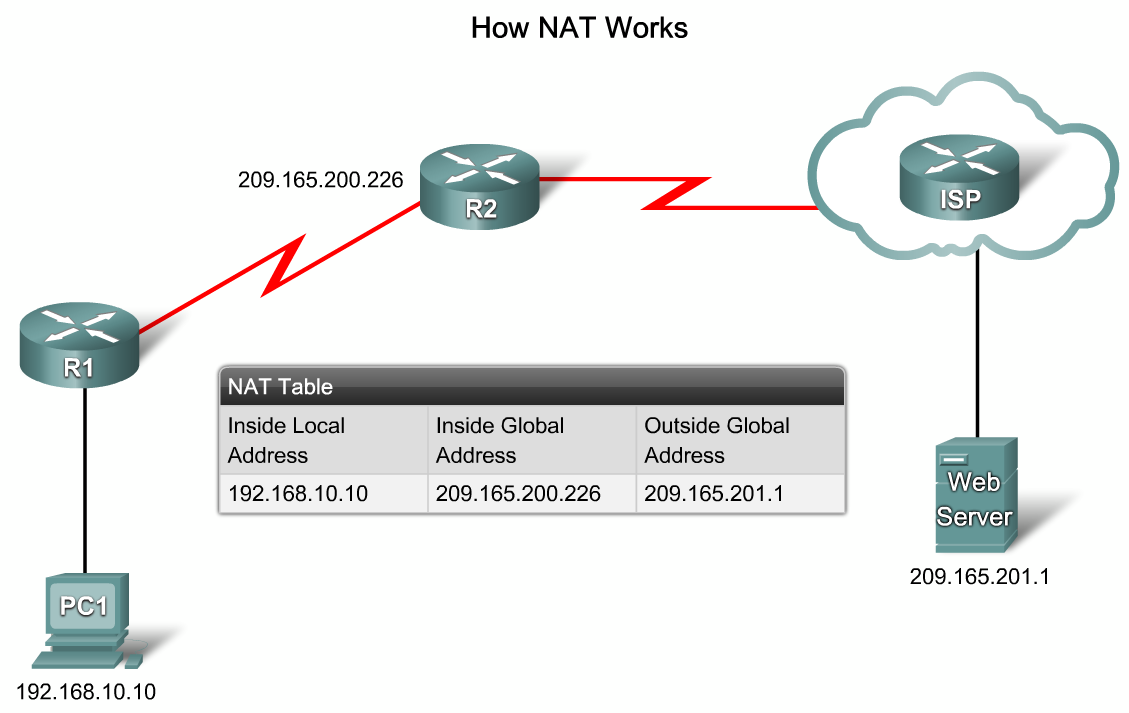 How NAT Works
209.165.200.226
R2
ISP
R1
NAT Table
Inside Local Address
Inside Global Address
Outside Global Address
192.168.10.10
209.165.200.226
209.165.201.1
Web
Server
209.165.201.1
PC1
192.168.10.10